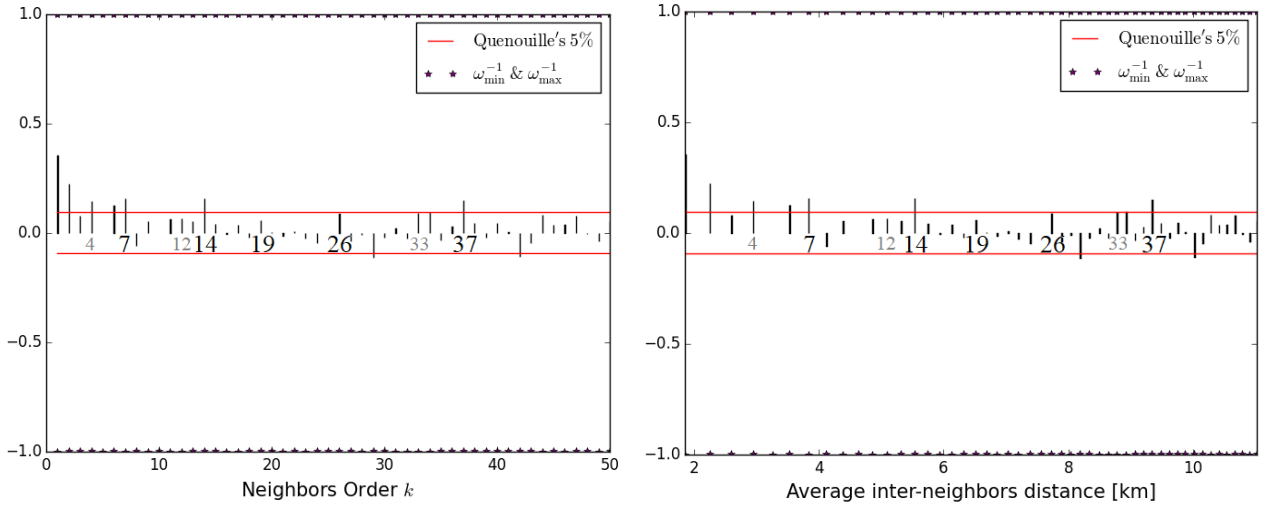 1.0
0.5
0.0
−0.5
−1.0
Quenouille's 5%
ω_min^−1 & ω_max^−1
4 7 12 14 19 26 33 37
0 10 20 30 40 50
Neighbors Order k
1.0
0.5
0.0
−0.5
−1.0
Quenouille's 5%
ω_min^−1 & ω_max^−1
4 7 12 14 19 26 33 37
2 4 6 8 10
Average inter-neighbors distance [km]